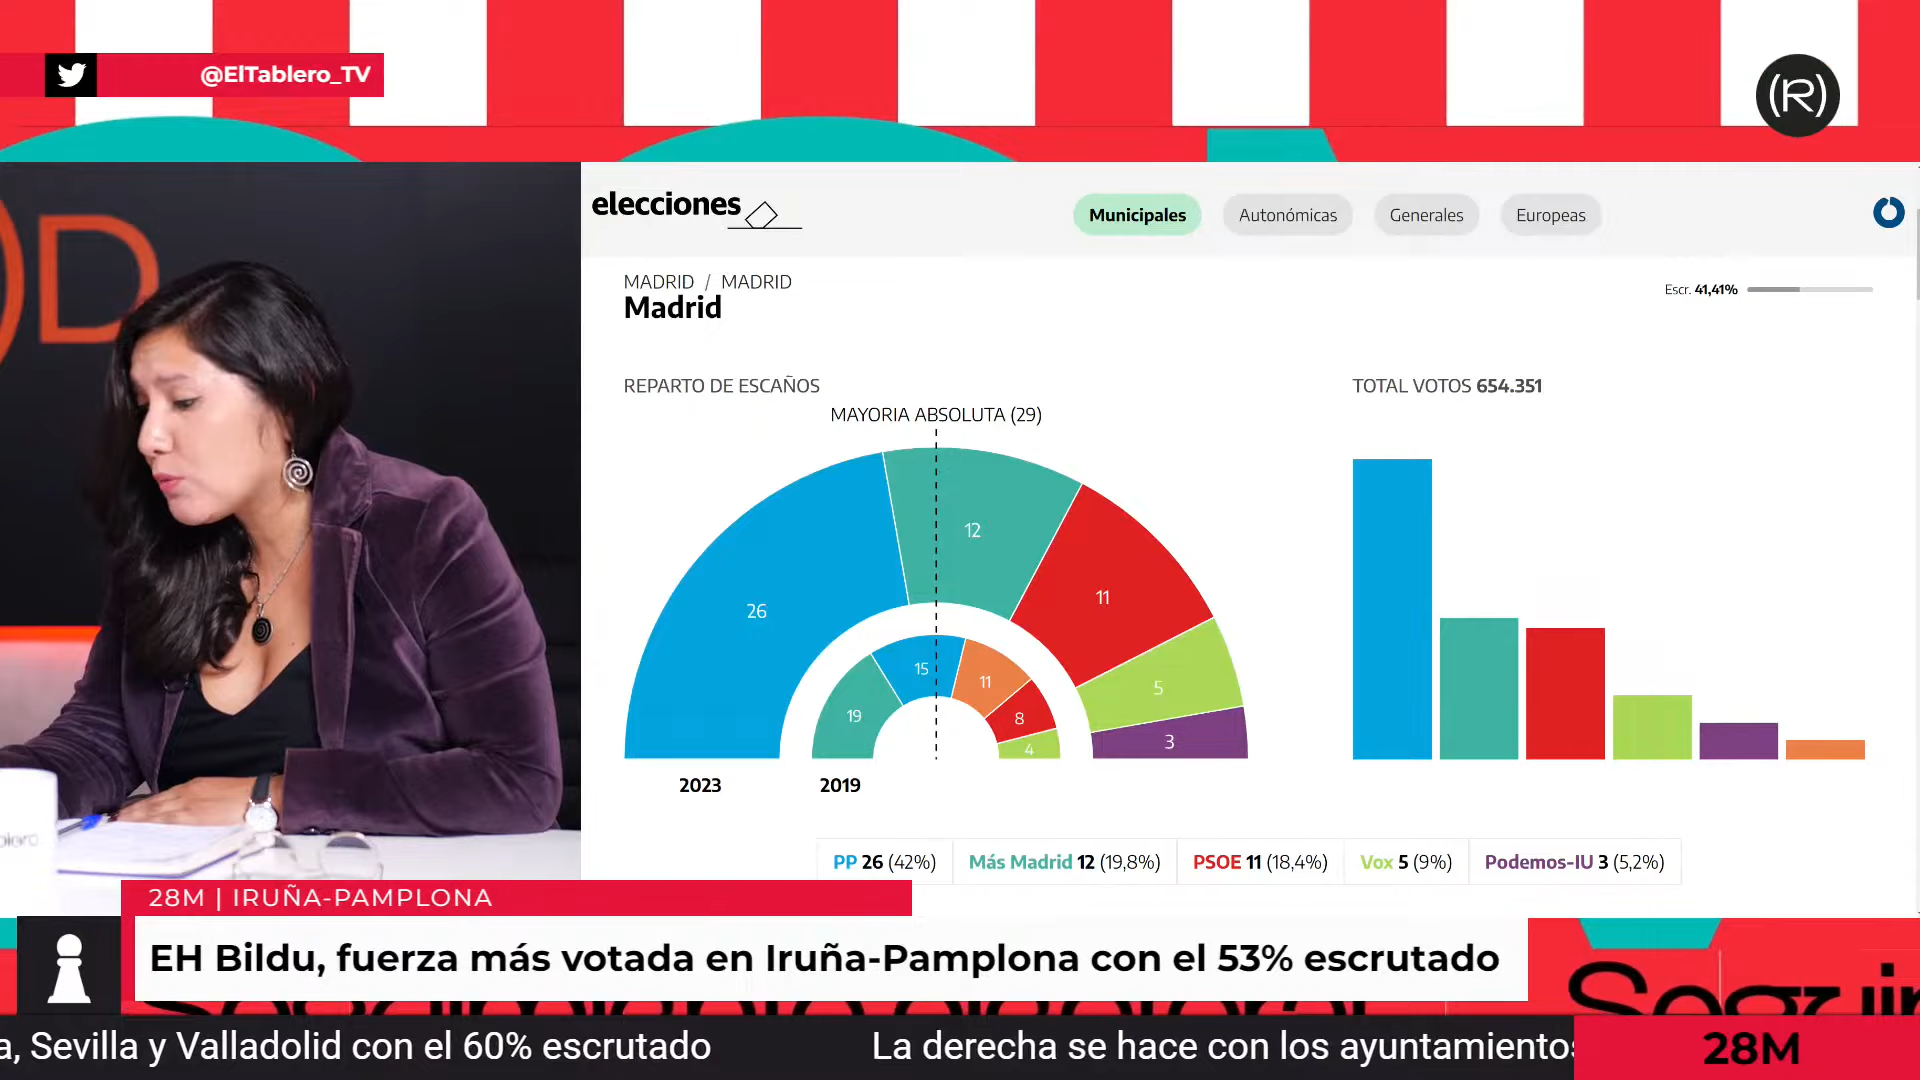 @ElTablero_TV
(R)
elecciones
Municipales
Autonómicas
Generales
Europeas
MADRID / MADRID
Madrid
Escr. 41,41%
REPARTO DE ESCAÑOS
MAYORIA ABSOLUTA (29)
TOTAL VOTOS 654.351
26
12
11
5
3
19
15
11
8
4
2023
2019
PP 26 (42%)
Más Madrid 12 (19,8%)
PSOE 11 (18,4%)
Vox 5 (9%)
Podemos-IU 3 (5,2%)
28M | IRUÑA-PAMPLONA
EH Bildu, fuerza más votada en Iruña-Pamplona con el 53% escrutado
a, Sevilla y Valladolid con el 60% escrutado
La derecha se hace con los ayuntamientos
28M